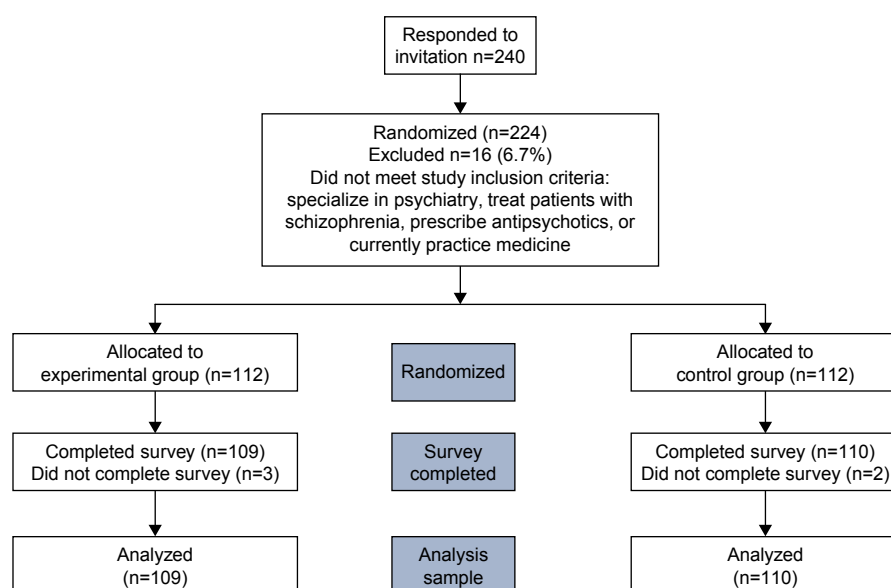 Responded to
invitation n=240
Randomized (n=224)
Excluded n=16 (6.7%)
Did not meet study inclusion criteria:
specialize in psychiatry, treat patients with
schizophrenia, prescribe antipsychotics, or
currently practice medicine
Allocated to
experimental group (n=112)
Randomized
Allocated to
control group (n=112)
Completed survey (n=109)
Did not complete survey (n=3)
Survey
completed
Completed survey (n=110)
Did not complete survey (n=2)
Analyzed
(n=109)
Analysis
sample
Analyzed
(n=110)